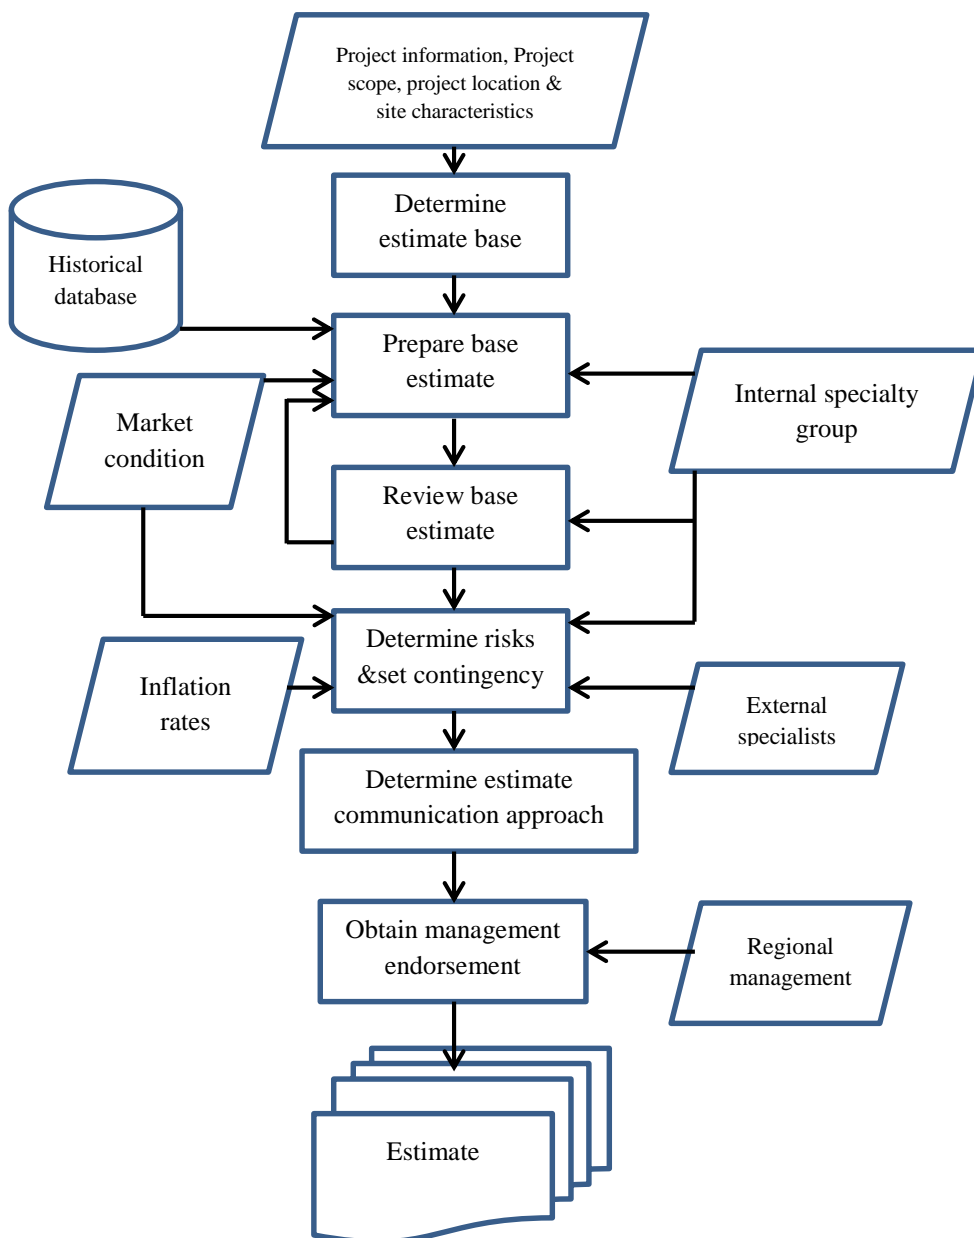 Project information, Project
scope, project location &
site characteristics
Determine
estimate base
Historical
database
Prepare base
estimate
Market
condition
Internal specialty
group
Review base
estimate
Determine risks
&set contingency
Inflation
rates
External
specialists
Determine estimate
communication approach
Obtain management
endorsement
Regional
management
Estimate